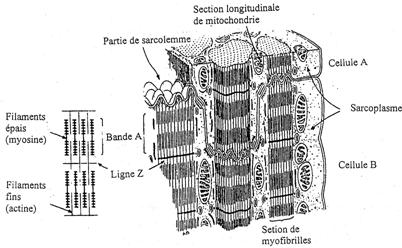 Section longitudinale
de mitochondrie
Partie de sarcolemme
Cellule A
Sarcoplasme
Filaments
épais
(myosine)
Bande A
Ligne Z
Cellule B
Filaments
fins
(actine)
Setion de
myofibrilles